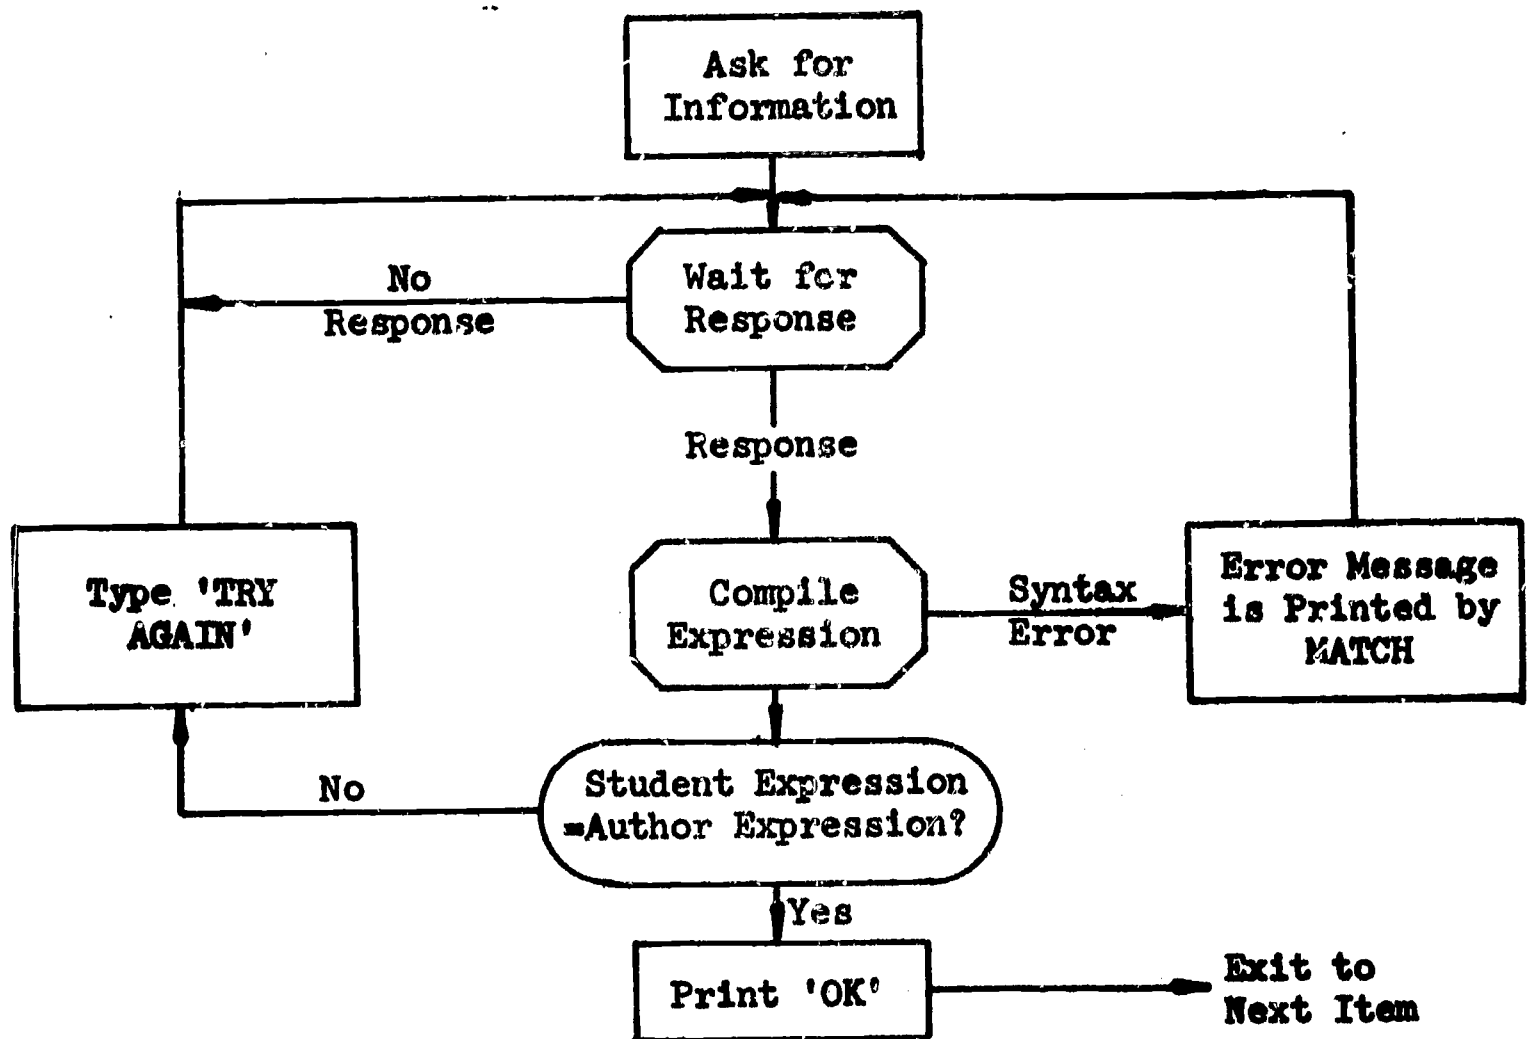 Ask for
Information
No
Response
Wait for
Response
Response
Type 'TRY
AGAIN'
Compile
Expression
Syntax
Error
Error Message
is Printed by
MATCH
No
Student Expression
=Author Expression?
Yes
Print 'OK'
Exit to
Next Item